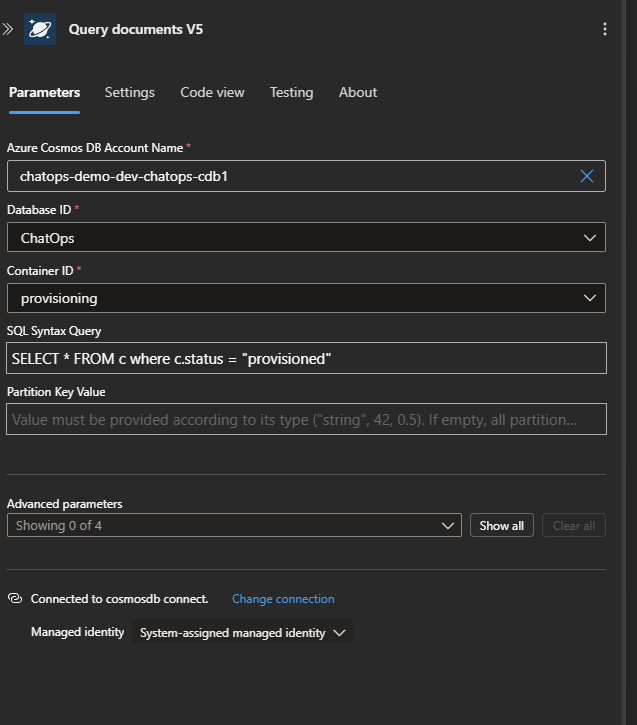 Query documents V5
Parameters Settings Code view Testing About
Azure Cosmos DB Account Name *
chatops-demo-dev-chatops-cdb1
Database ID *
ChatOps
Container ID *
provisioning
SQL Syntax Query
SELECT * FROM c where c.status = "provisioned"
Partition Key Value
Value must be provided according to its type ("string", 42, 0.5). If empty, all partition...
Advanced parameters
Showing 0 of 4 Show all Clear all
Connected to cosmosdb connect. Change connection
Managed identity System-assigned managed identity